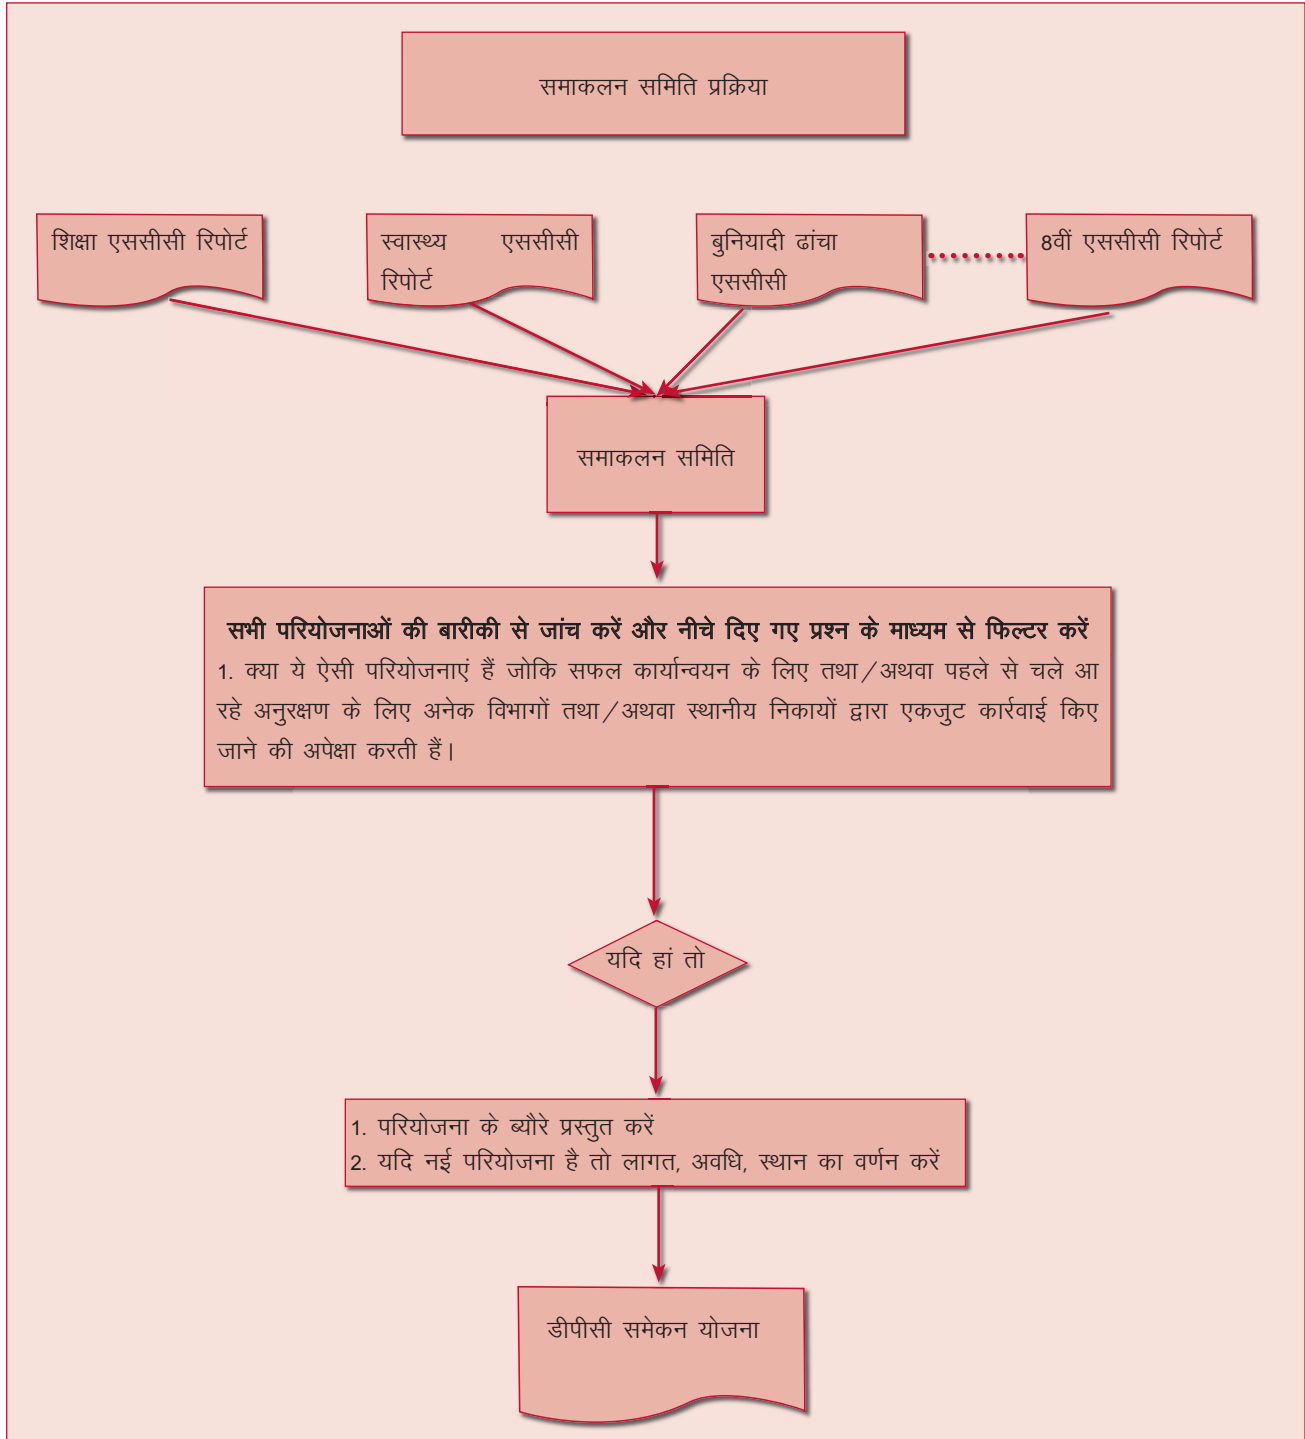 समाकलन समिति प्रक्रिया
शिक्षा एससीसी रिपोर्ट
स्वास्थ्य एससीसी
रिपोर्ट
बुनियादी ढांचा
एससीसी
8वीं एससीसी रिपोर्ट
समाकलन समिति
सभी परियोजनाओं की बारीकी से जांच करें और नीचे दिए गए प्रश्न के माध्यम से फिल्टर करें
1. क्या ये ऐसी परियोजनाएं हैं जोकि सफल कार्यान्वयन के लिए तथा/अथवा पहले से चले आ
रहे अनुरक्षण के लिए अनेक विभागों तथा/अथवा स्थानीय निकायों द्वारा एकजुट कार्रवाई किए
जाने की अपेक्षा करती हैं।
यदि हां तो
1. परियोजना के ब्यौरे प्रस्तुत करें
2. यदि नई परियोजना है तो लागत, अवधि, स्थान का वर्णन करें
डीपीसी समेकन योजना